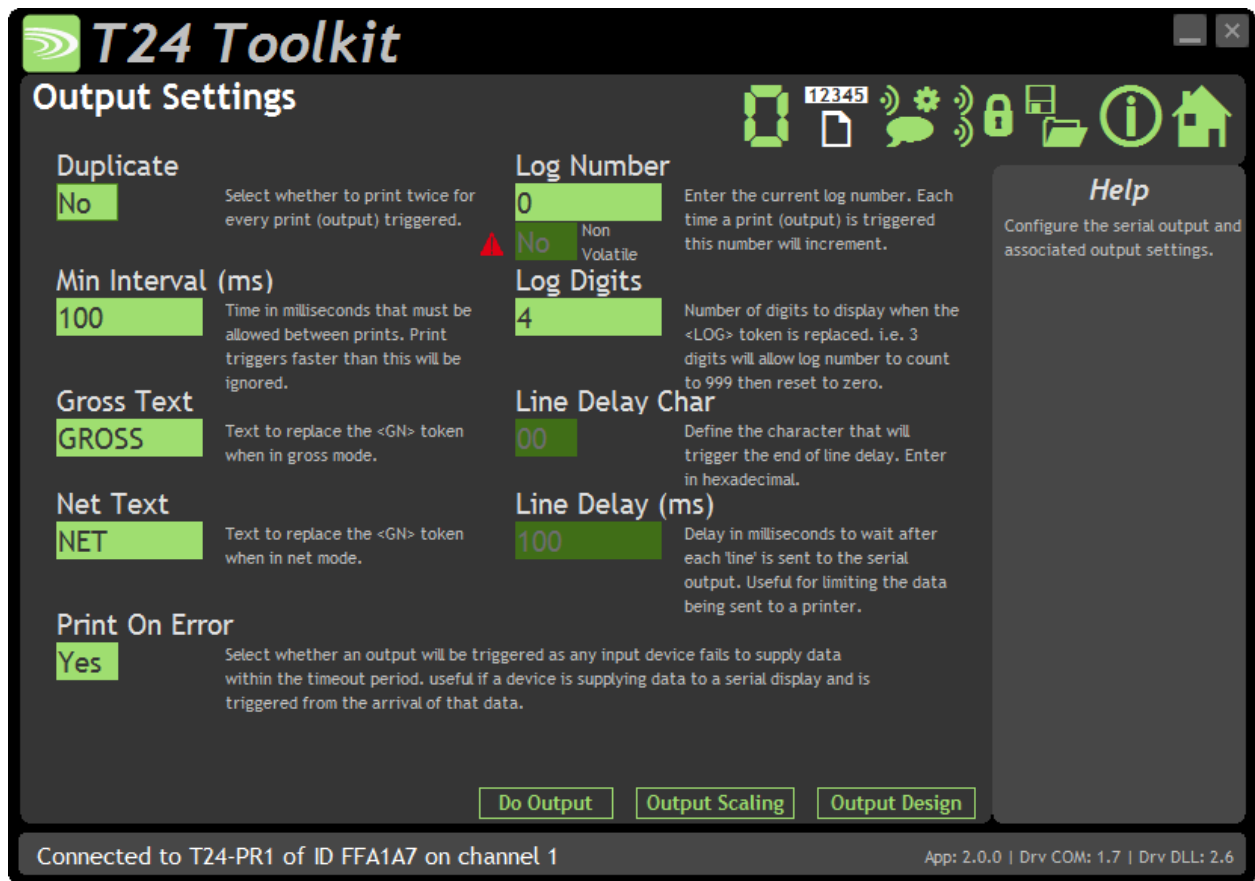 T24 Toolkit
Output Settings
12345
Duplicate
No
Select whether to print twice for
every print (output) triggered.
Log Number
0
No
Non
Volatile
Enter the current log number. Each
time a print (output) is triggered
this number will increment.
Min Interval (ms)
100
Time in milliseconds that must be
allowed between prints. Print
triggers faster than this will be
ignored.
Log Digits
4
Number of digits to display when the
<LOG> token is replaced. i.e. 3
digits will allow log number to count
to 999 then reset to zero.
Gross Text
GROSS
Text to replace the <GN> token
when in gross mode.
Line Delay Char
00
Define the character that will
trigger the end of line delay. Enter
in hexadecimal.
Net Text
NET
Text to replace the <GN> token
when in net mode.
Line Delay (ms)
100
Delay in milliseconds to wait after
each 'line' is sent to the serial
output. Useful for limiting the data
being sent to a printer.
Print On Error
Yes
Select whether an output will be triggered as any input device fails to supply data
within the timeout period. useful if a device is supplying data to a serial display and is
triggered from the arrival of that data.
Do Output
Output Scaling
Output Design
Help
Configure the serial output and
associated output settings.
Connected to T24-PR1 of ID FFA1A7 on channel 1
App: 2.0.0 | Drv COM: 1.7 | Drv DLL: 2.6